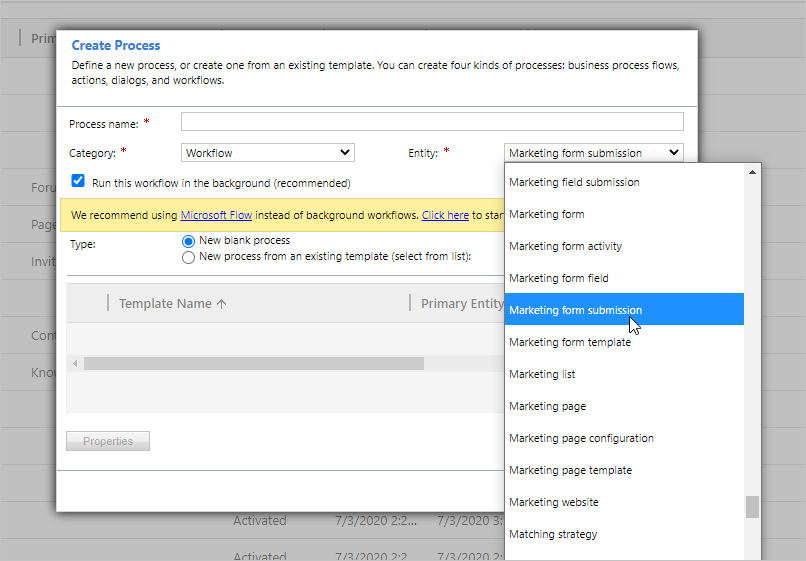 Prim
Create Process
Define a new process, or create one from an existing template. You can create four kinds of processes: business process flows,
actions, dialogs, and workflows.
Process name: *
Category: * Workflow Entity: * Marketing form submission
Run this workflow in the background (recommended)
We recommend using Microsoft Flow instead of background workflows. Click here to star
Type: New blank process
New process from an existing template (select from list):
Template Name ↑ Primary Entity
Properties
Marketing field submission
Marketing form
Marketing form activity
Marketing form field
Marketing form submission
Marketing form template
Marketing list
Marketing page
Marketing page configuration
Marketing page template
Marketing website
Matching strategy
Foru
Page
Invit
Cont
Know
Activated 7/3/2020 2:2... 7/3/2020 3:
Activated 7/3/2020 2:2... 7/3/2020